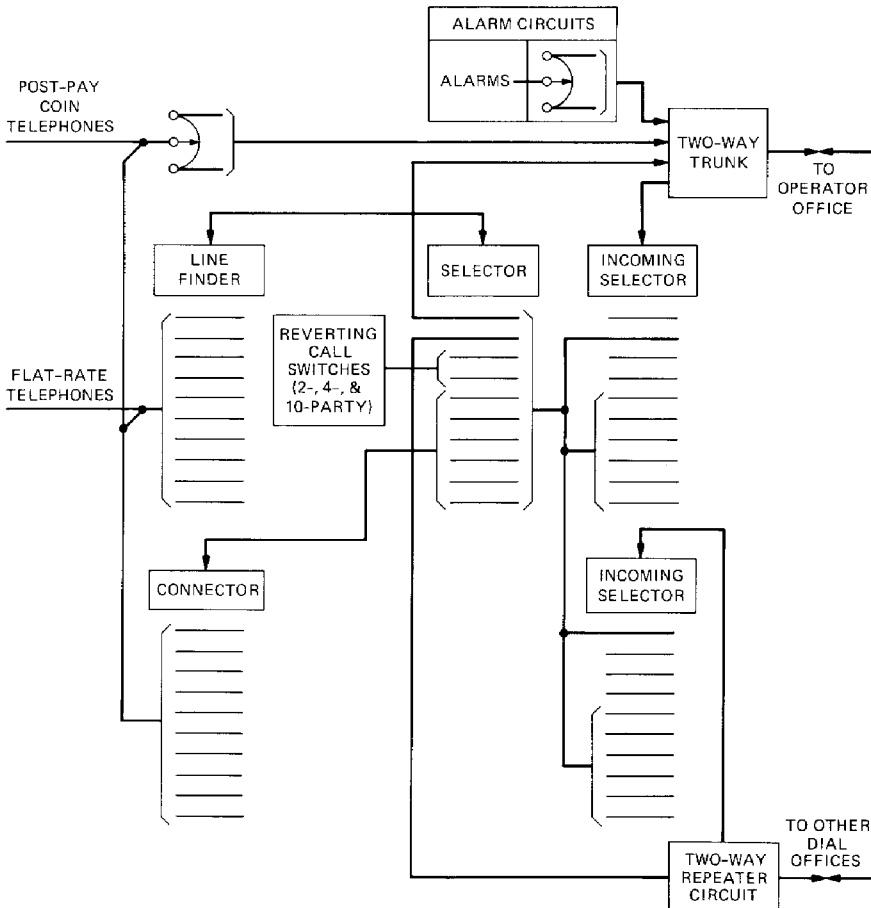 ALARM CIRCUITS
ALARMS
POST-PAY
COIN
TELEPHONES
TWO-WAY
TRUNK
TO
OPERATOR
OFFICE
LINE
FINDER
SELECTOR
INCOMING
SELECTOR
REVERTING
CALL
SWITCHES
(2-, 4-, &
10-PARTY)
FLAT-RATE
TELEPHONES
CONNECTOR
INCOMING
SELECTOR
TO OTHER
DIAL
OFFICES
TWO-WAY
REPEATER
CIRCUIT